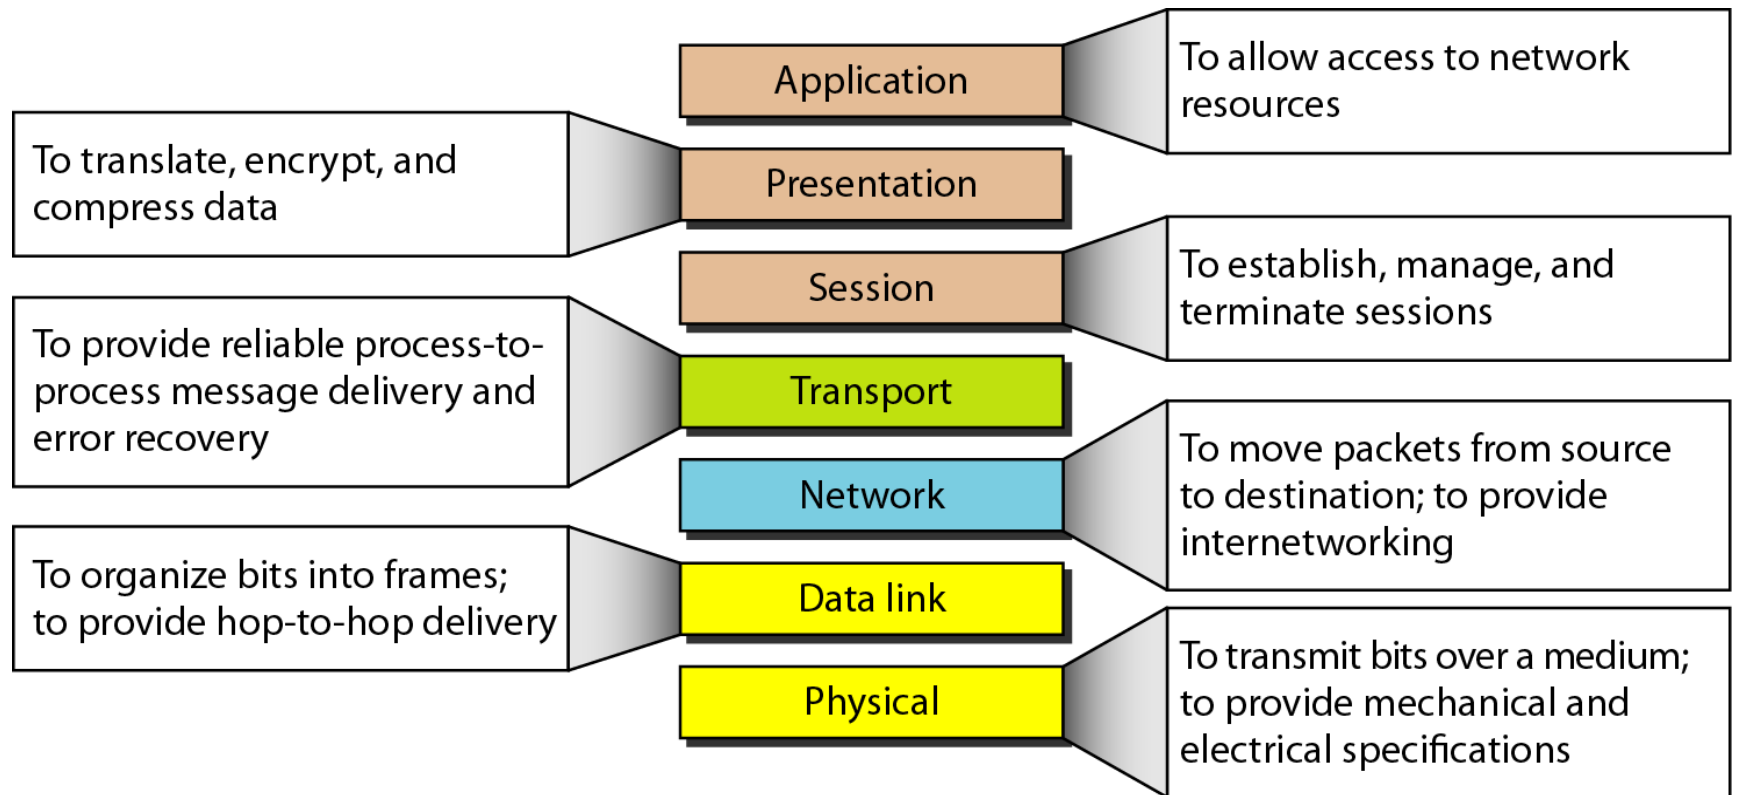 Application
To allow access to network
resources
To translate, encrypt, and
compress data
Presentation
Session
To establish, manage, and
terminate sessions
To provide reliable process-to-
process message delivery and
error recovery
Transport
Network
To move packets from source
to destination; to provide
internetworking
To organize bits into frames;
to provide hop-to-hop delivery
Data link
Physical
To transmit bits over a medium;
to provide mechanical and
electrical specifications